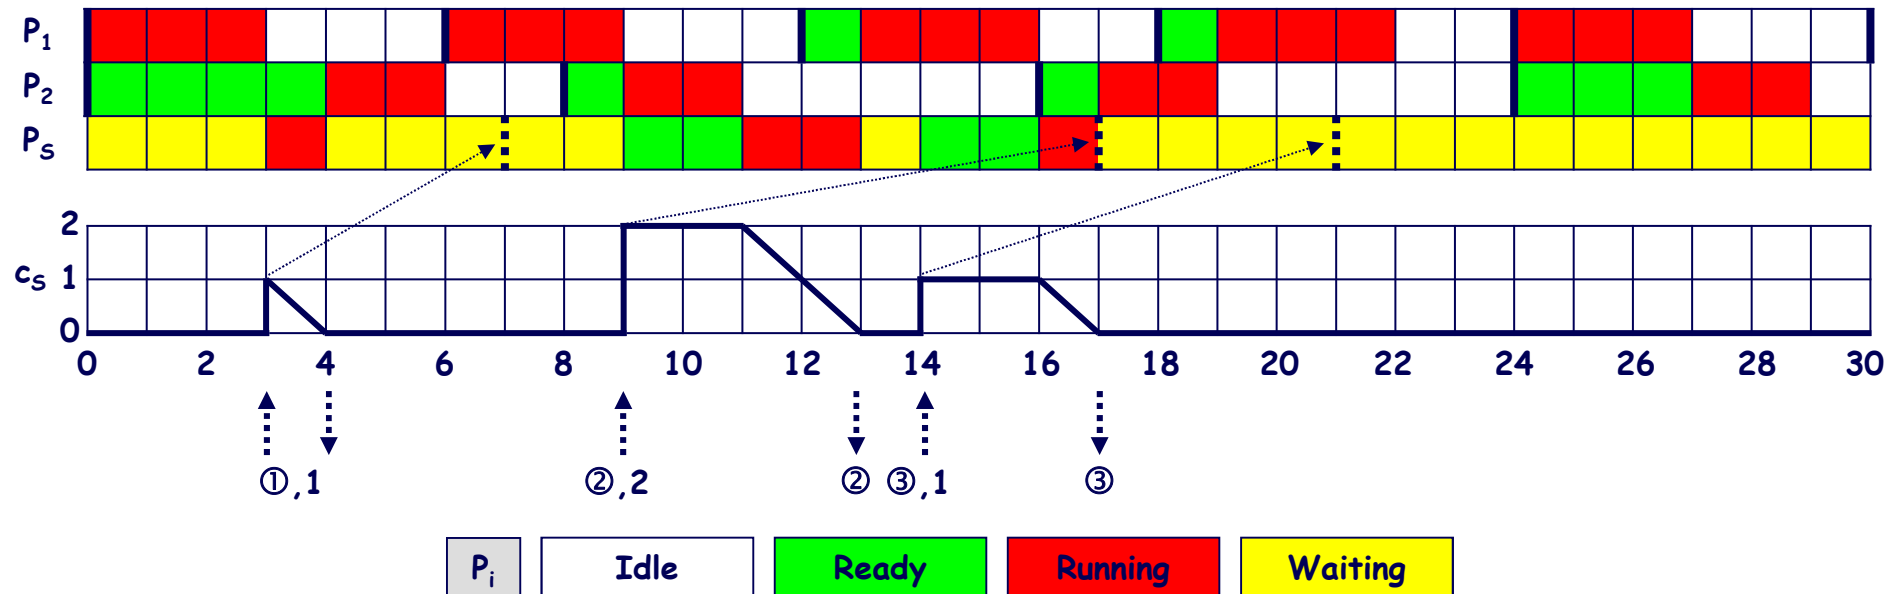 P1
P2
PS
2
cS 1
0
0 2 4 6 8 10 12 14 16 18 20 22 24 26 28 30
①,1 ②,2 ② ③,1 ③
Pi Idle Ready Running Waiting